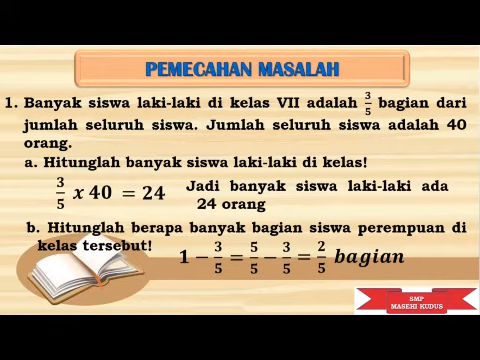 PEMECAHAN MASALAH
1. Banyak siswa laki-laki di kelas VII adalah 3/5 bagian dari
jumlah seluruh siswa. Jumlah seluruh siswa adalah 40
orang.
a. Hitunglah banyak siswa laki-laki di kelas!
3/5 x 40 = 24 Jadi banyak siswa laki-laki ada
24 orang
b. Hitunglah berapa banyak bagian siswa perempuan di
kelas tersebut!
1 − 3/5 = 5/5 − 3/5 = 2/5 bagian
SMP
MASEHI KUDUS